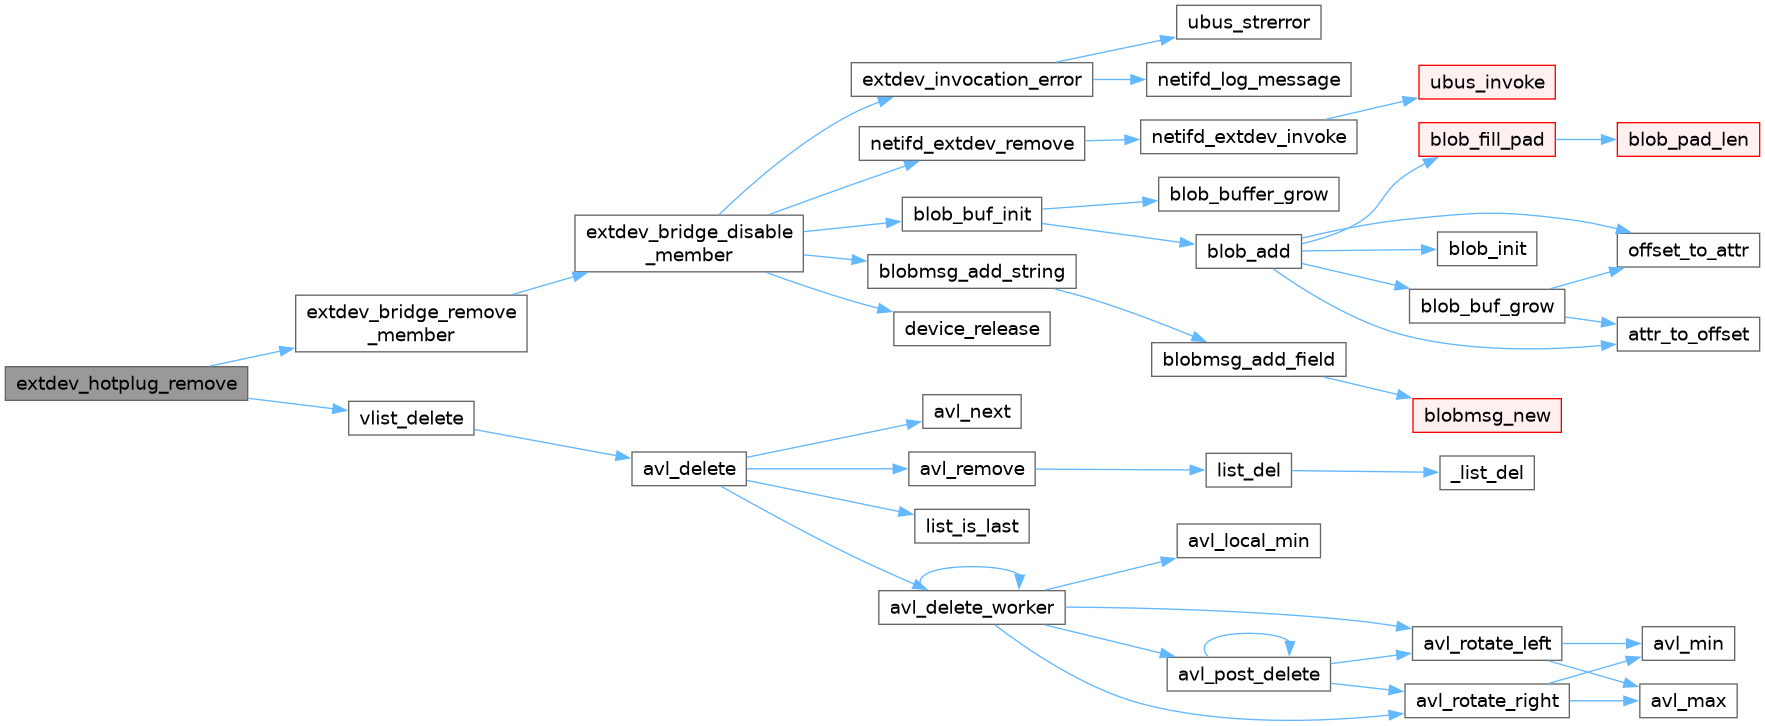 ubus_strerror
extdev_invocation_error
netifd_log_message
ubus_invoke
netifd_extdev_remove
netifd_extdev_invoke
blob_fill_pad
blob_pad_len
blob_buffer_grow
blob_buf_init
extdev_bridge_disable
_member
blob_add
blob_init
offset_to_attr
blobmsg_add_string
blob_buf_grow
extdev_bridge_remove
_member
device_release
attr_to_offset
blobmsg_add_field
extdev_hotplug_remove
vlist_delete
avl_next
blobmsg_new
avl_delete
avl_remove
list_del
_list_del
list_is_last
avl_local_min
avl_delete_worker
avl_rotate_left
avl_min
avl_post_delete
avl_rotate_right
avl_max